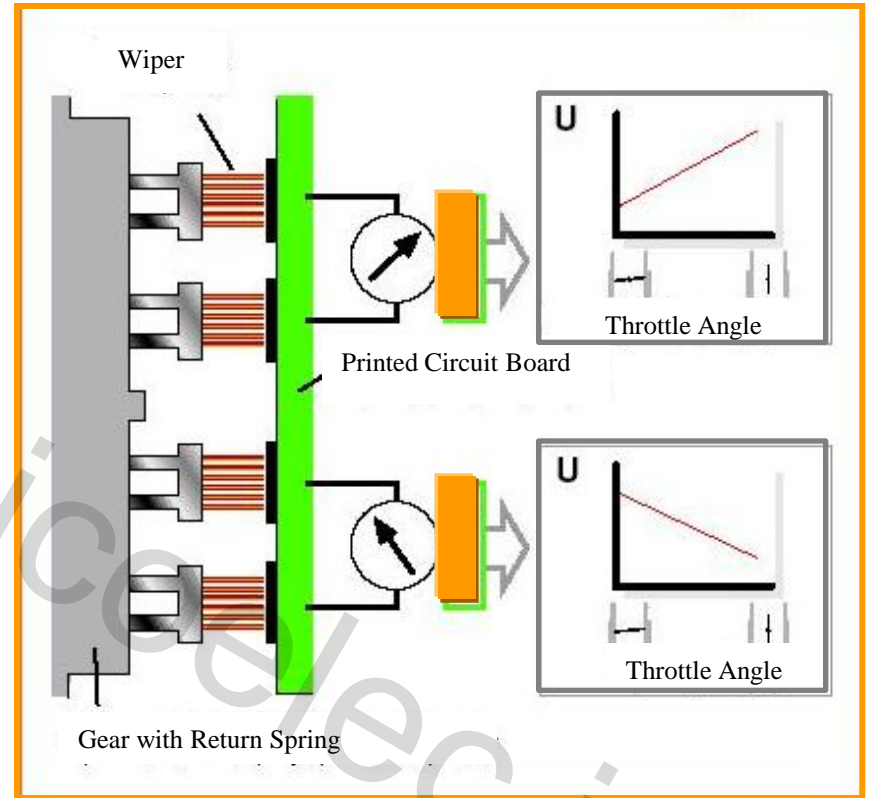 Wiper
U
Throttle Angle
Printed Circuit Board
U
Throttle Angle
Gear with Return Spring